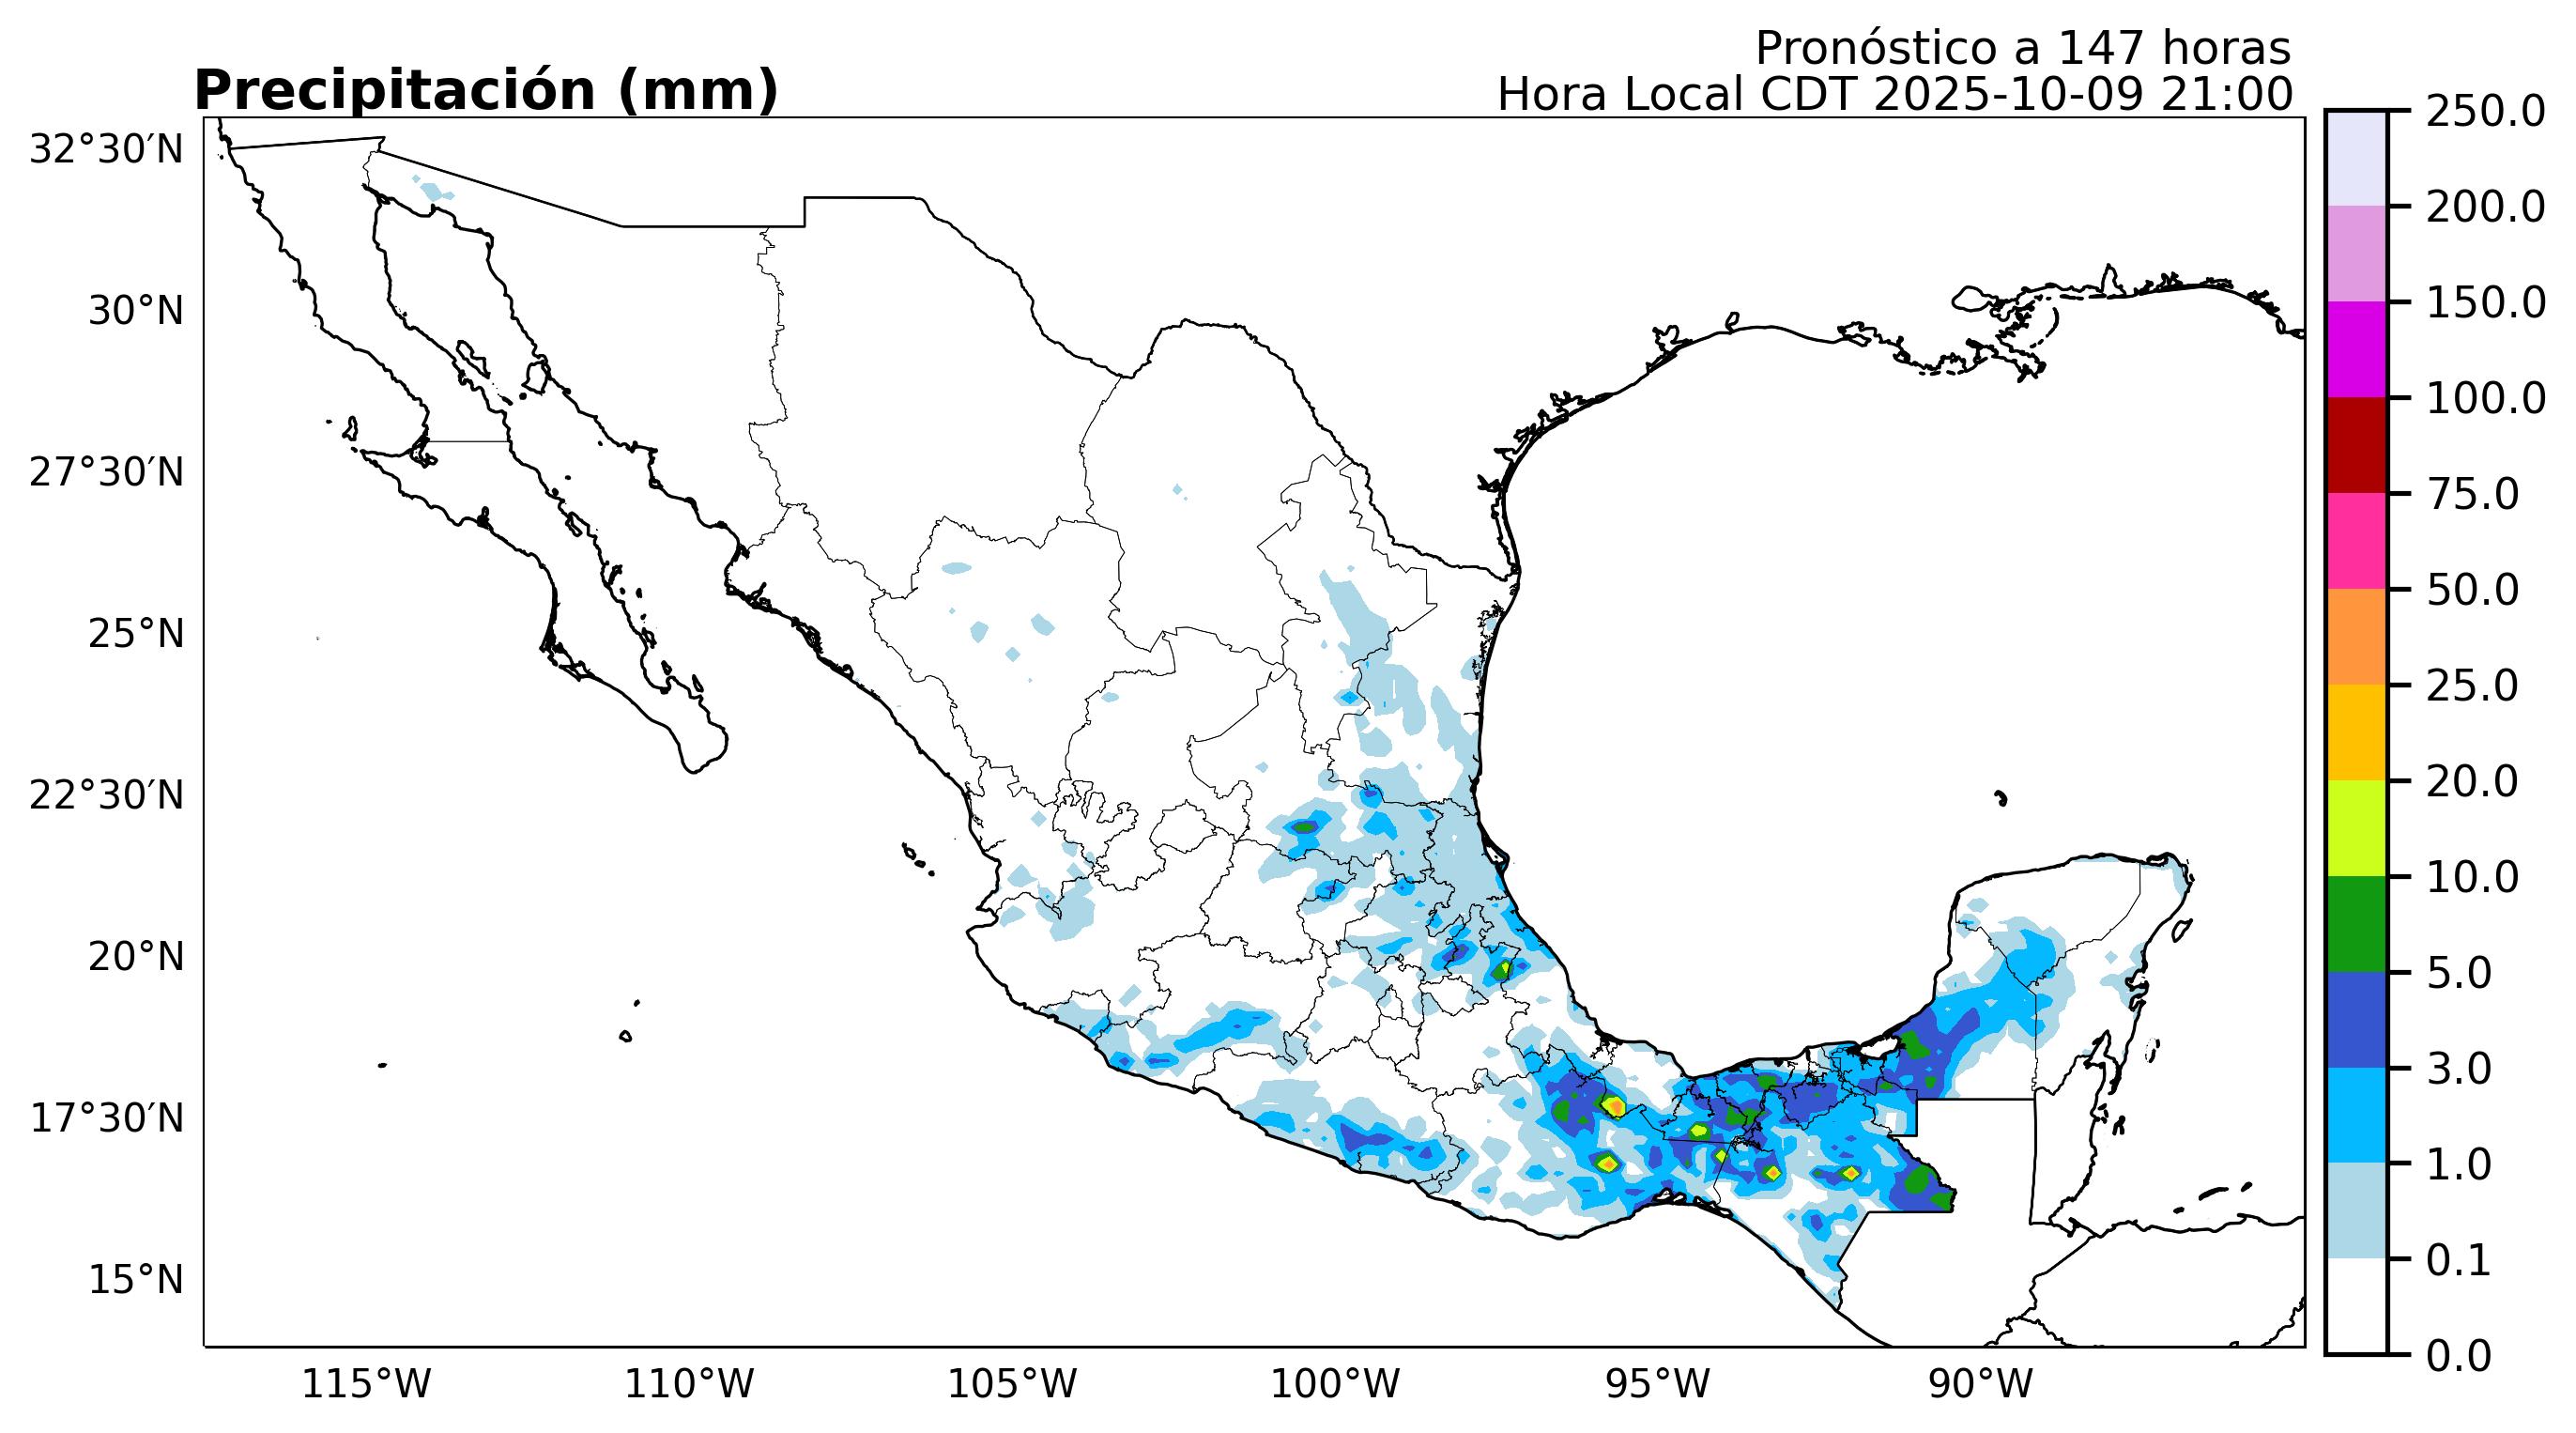 Pronóstico a 147 horas
Precipitación (mm)
Hora Local CDT 2025-10-09 21:00
32°30′N
30°N
27°30′N
25°N
22°30′N
20°N
17°30′N
15°N
115°W
110°W
105°W
100°W
95°W
90°W
250.0
200.0
150.0
100.0
75.0
50.0
25.0
20.0
10.0
5.0
3.0
1.0
0.1
0.0